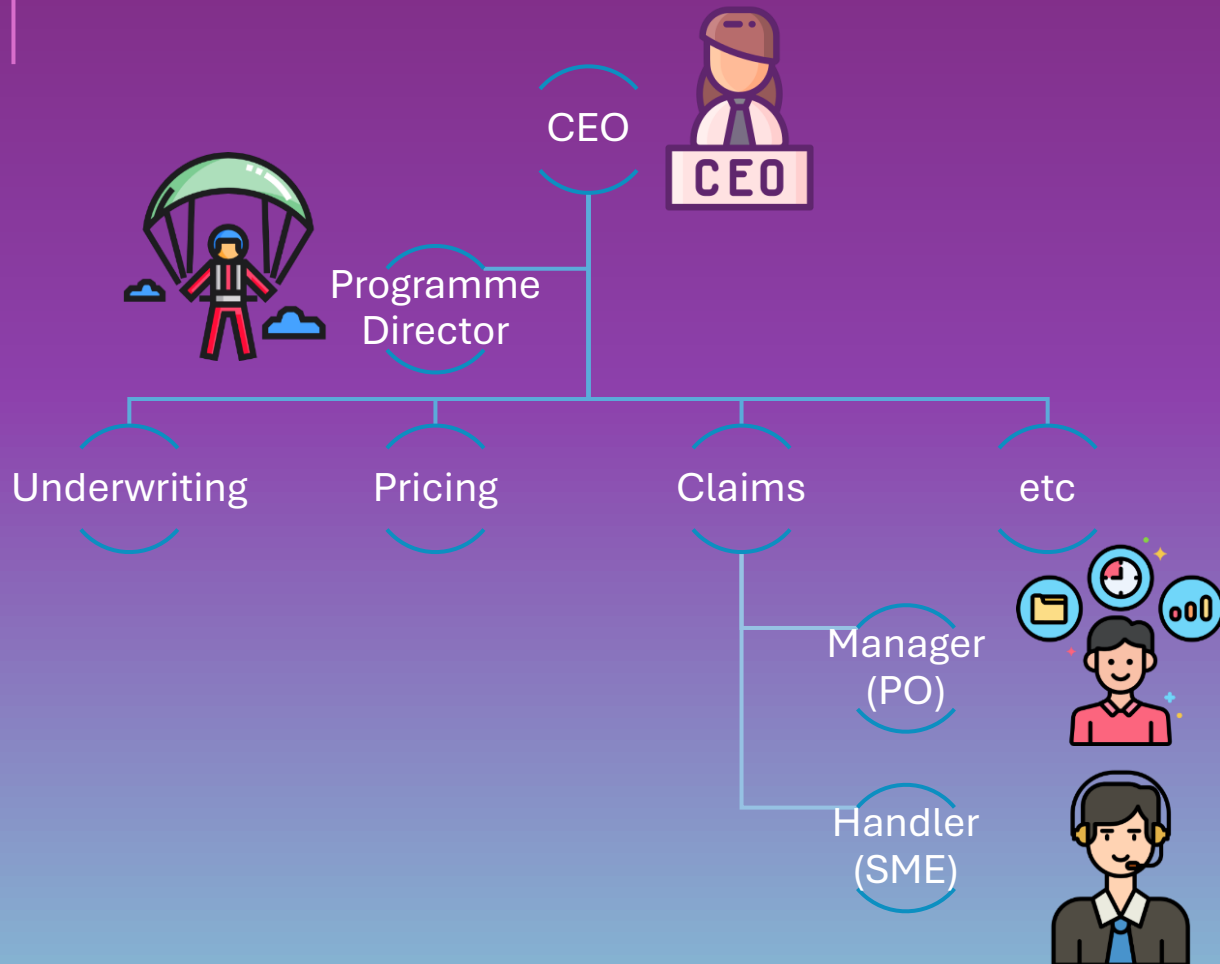 CEO
CEO
Programme
Director
Underwriting
Pricing
Claims
etc
Manager
(PO)
Handler
(SME)